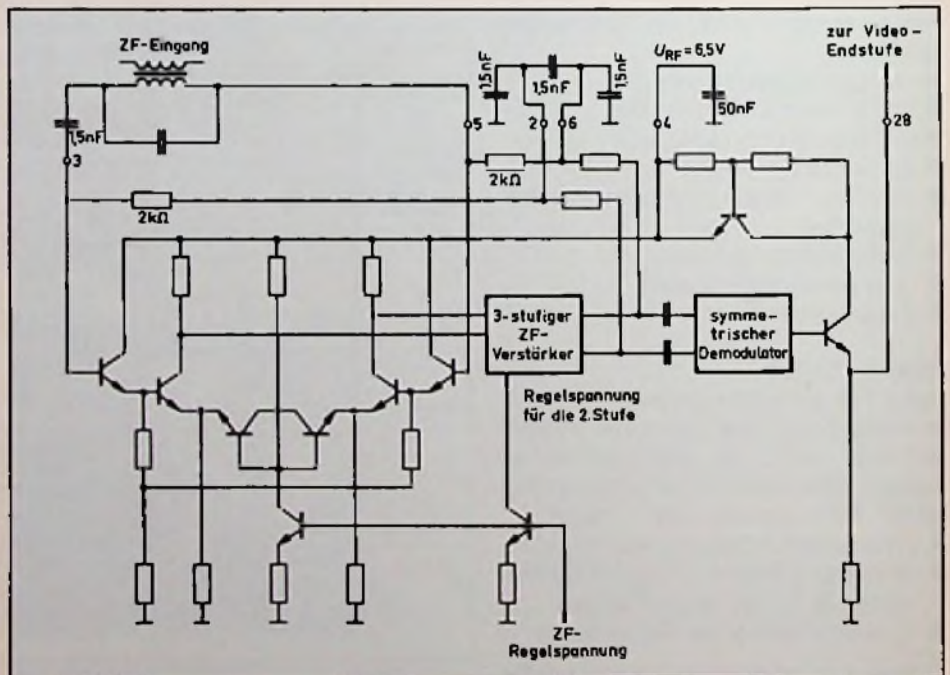 ZF-Eingang
1,5nF
3
1,5nF
1,5nF
1,5nF
5
2
6
U_RF = 6,5V
50nF
4
zur Video-
Endstufe
28
2kΩ
2kΩ
3-stufiger
ZF-
Verstärker
symme-
trischer
Demodulator
Regelspannung
für die 2. Stufe
ZF-
Regelspannung